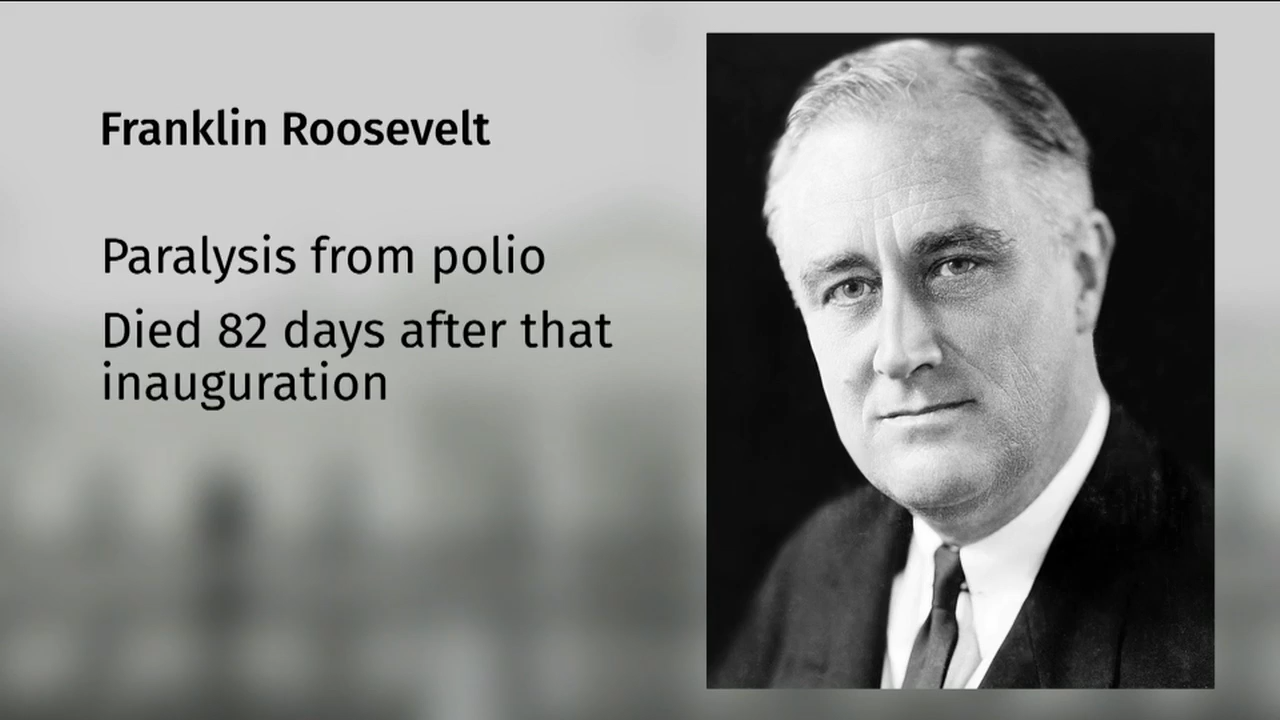 Franklin Roosevelt
Paralysis from polio
Died 82 days after that
inauguration